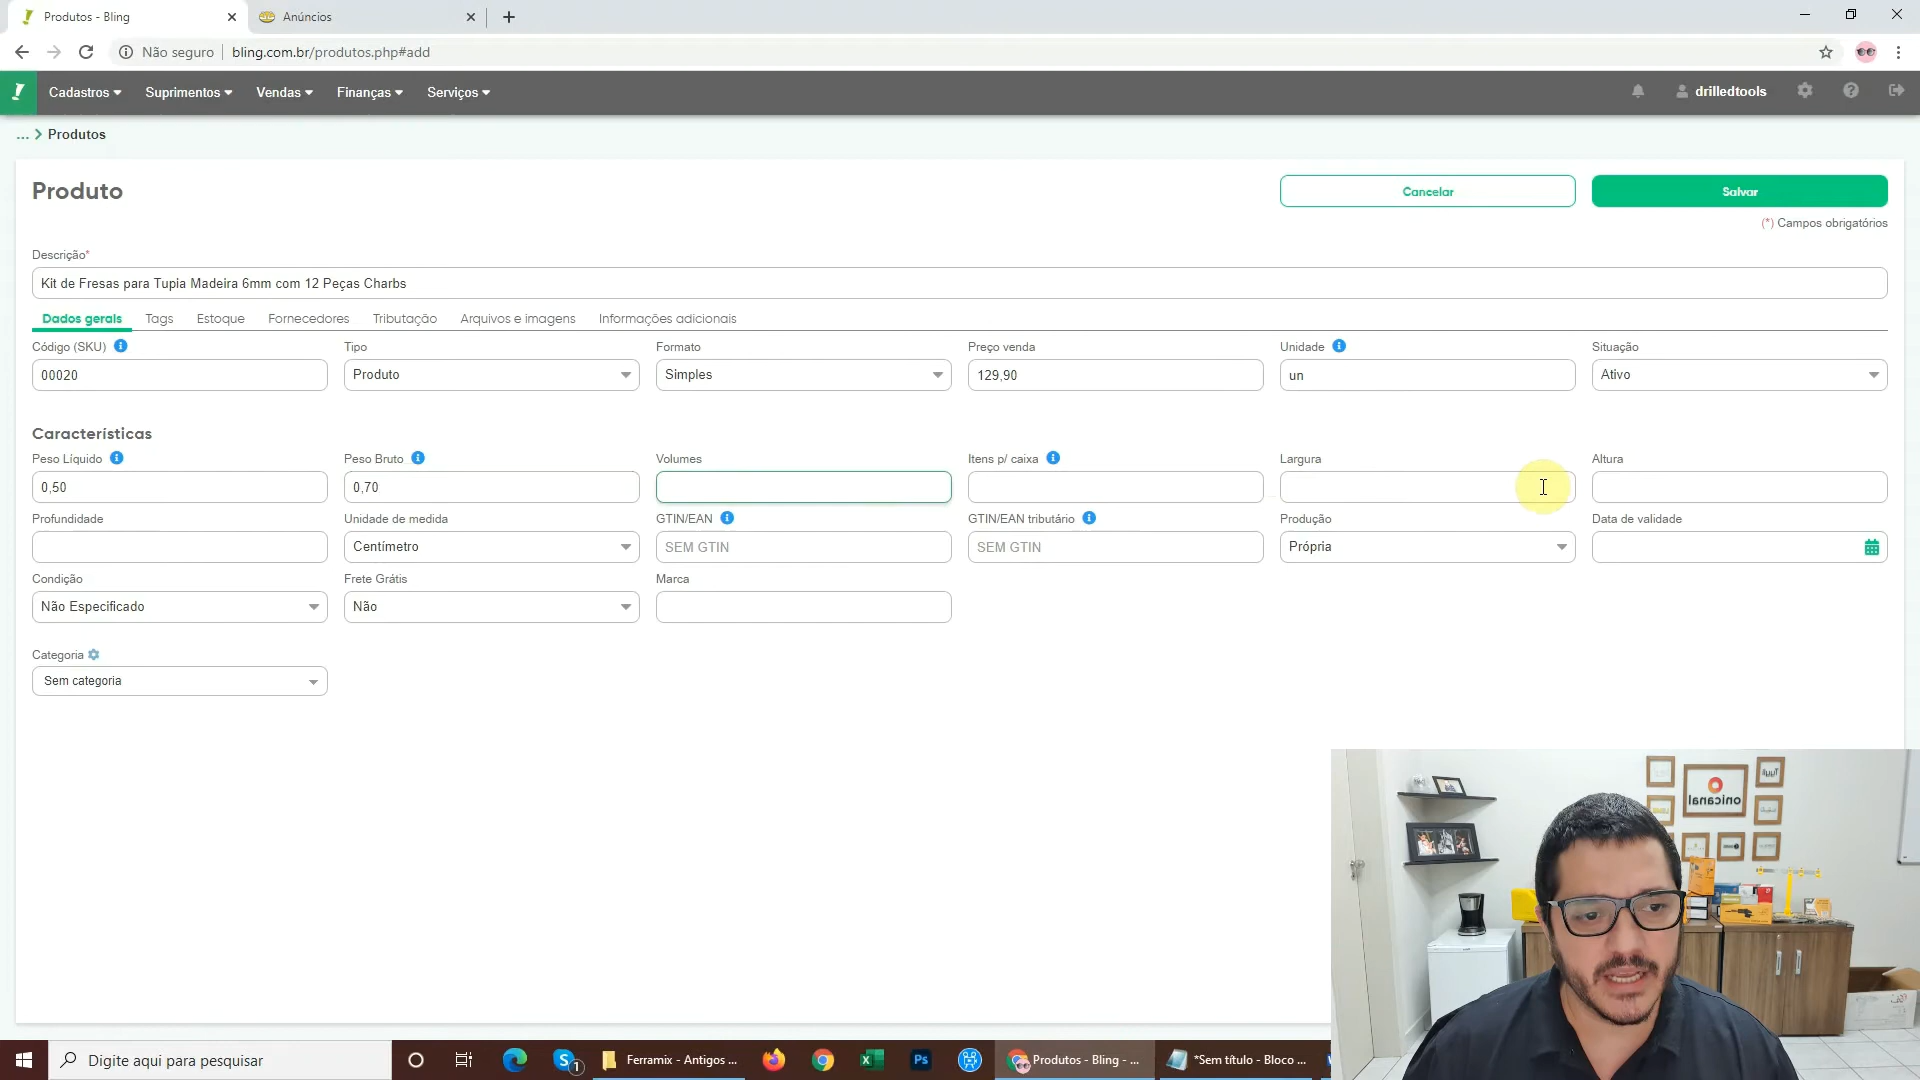 Produtos - Bling
Anúncios
Não seguro
bling.com.br/produtos.php#add
Cadastros
Suprimentos
Vendas
Finanças
Serviços
drilledtools
... > Produtos
Produto
Cancelar
Salvar
(*) Campos obrigatórios
Descrição*
Kit de Fresas para Tupia Madeira 6mm com 12 Peças Charbs
Dados gerais
Tags
Estoque
Fornecedores
Tributação
Arquivos e imagens
Informações adicionais
Código (SKU)
Tipo
Formato
Preço venda
Unidade
Situação
00020
Produto
Simples
129,90
un
Ativo
Características
Peso Líquido
Peso Bruto
Volumes
Itens p/ caixa
Largura
Altura
0,50
0,70
Profundidade
Unidade de medida
GTIN/EAN
GTIN/EAN tributário
Produção
Data de validade
Centímetro
SEM GTIN
SEM GTIN
Própria
Condição
Frete Grátis
Marca
Não Especificado
Não
Categoria
Sem categoria
onicanal
Digite aqui para pesquisar
S 1
Ferramix - Antigos ...
Ps
Produtos - Bling - ...
*Sem título - Bloco ...